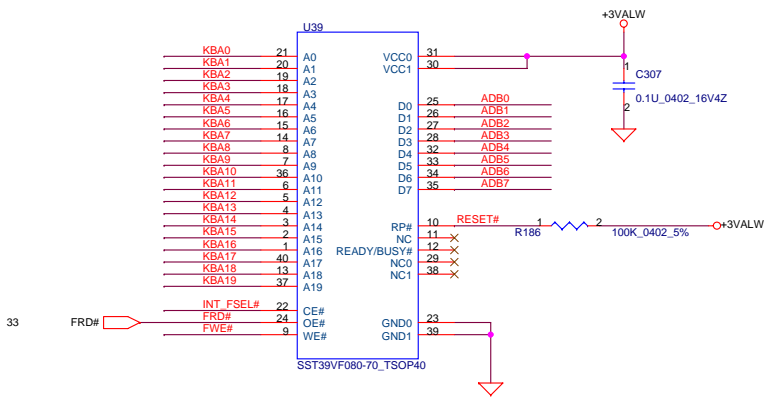 +3VALW
U39
KBA0 21 A0 VCC0 31
KBA1 20 A1 VCC1 30
KBA2 19 A2
KBA3 18 A3
KBA4 17 A4 D0 25 ADB0
KBA5 16 A5 D1 26 ADB1
KBA6 15 A6 D2 27 ADB2
KBA7 14 A7 D3 28 ADB3
KBA8 8 A8 D4 32 ADB4
KBA9 7 A9 D5 33 ADB5
KBA10 36 A10 D6 34 ADB6
KBA11 6 A11 D7 35 ADB7
KBA12 5 A12
KBA13 4 A13
KBA14 3 A14 RP# 10 RESET#
KBA15 2 A15 NC 11
KBA16 1 A16 READY/BUSY# 12
KBA17 40 A17 NC0 29
KBA18 13 A18 NC1 38
KBA19 37 A19
1
C307
0.1U_0402_16V4Z
2
1 2
R186 100K_0402_5%
+3VALW
INT_FSEL# 22 CE# GND0 23
33 FRD# FRD# 24 OE# GND1 39
FWE# 9 WE#
SST39VF080-70_TSOP40